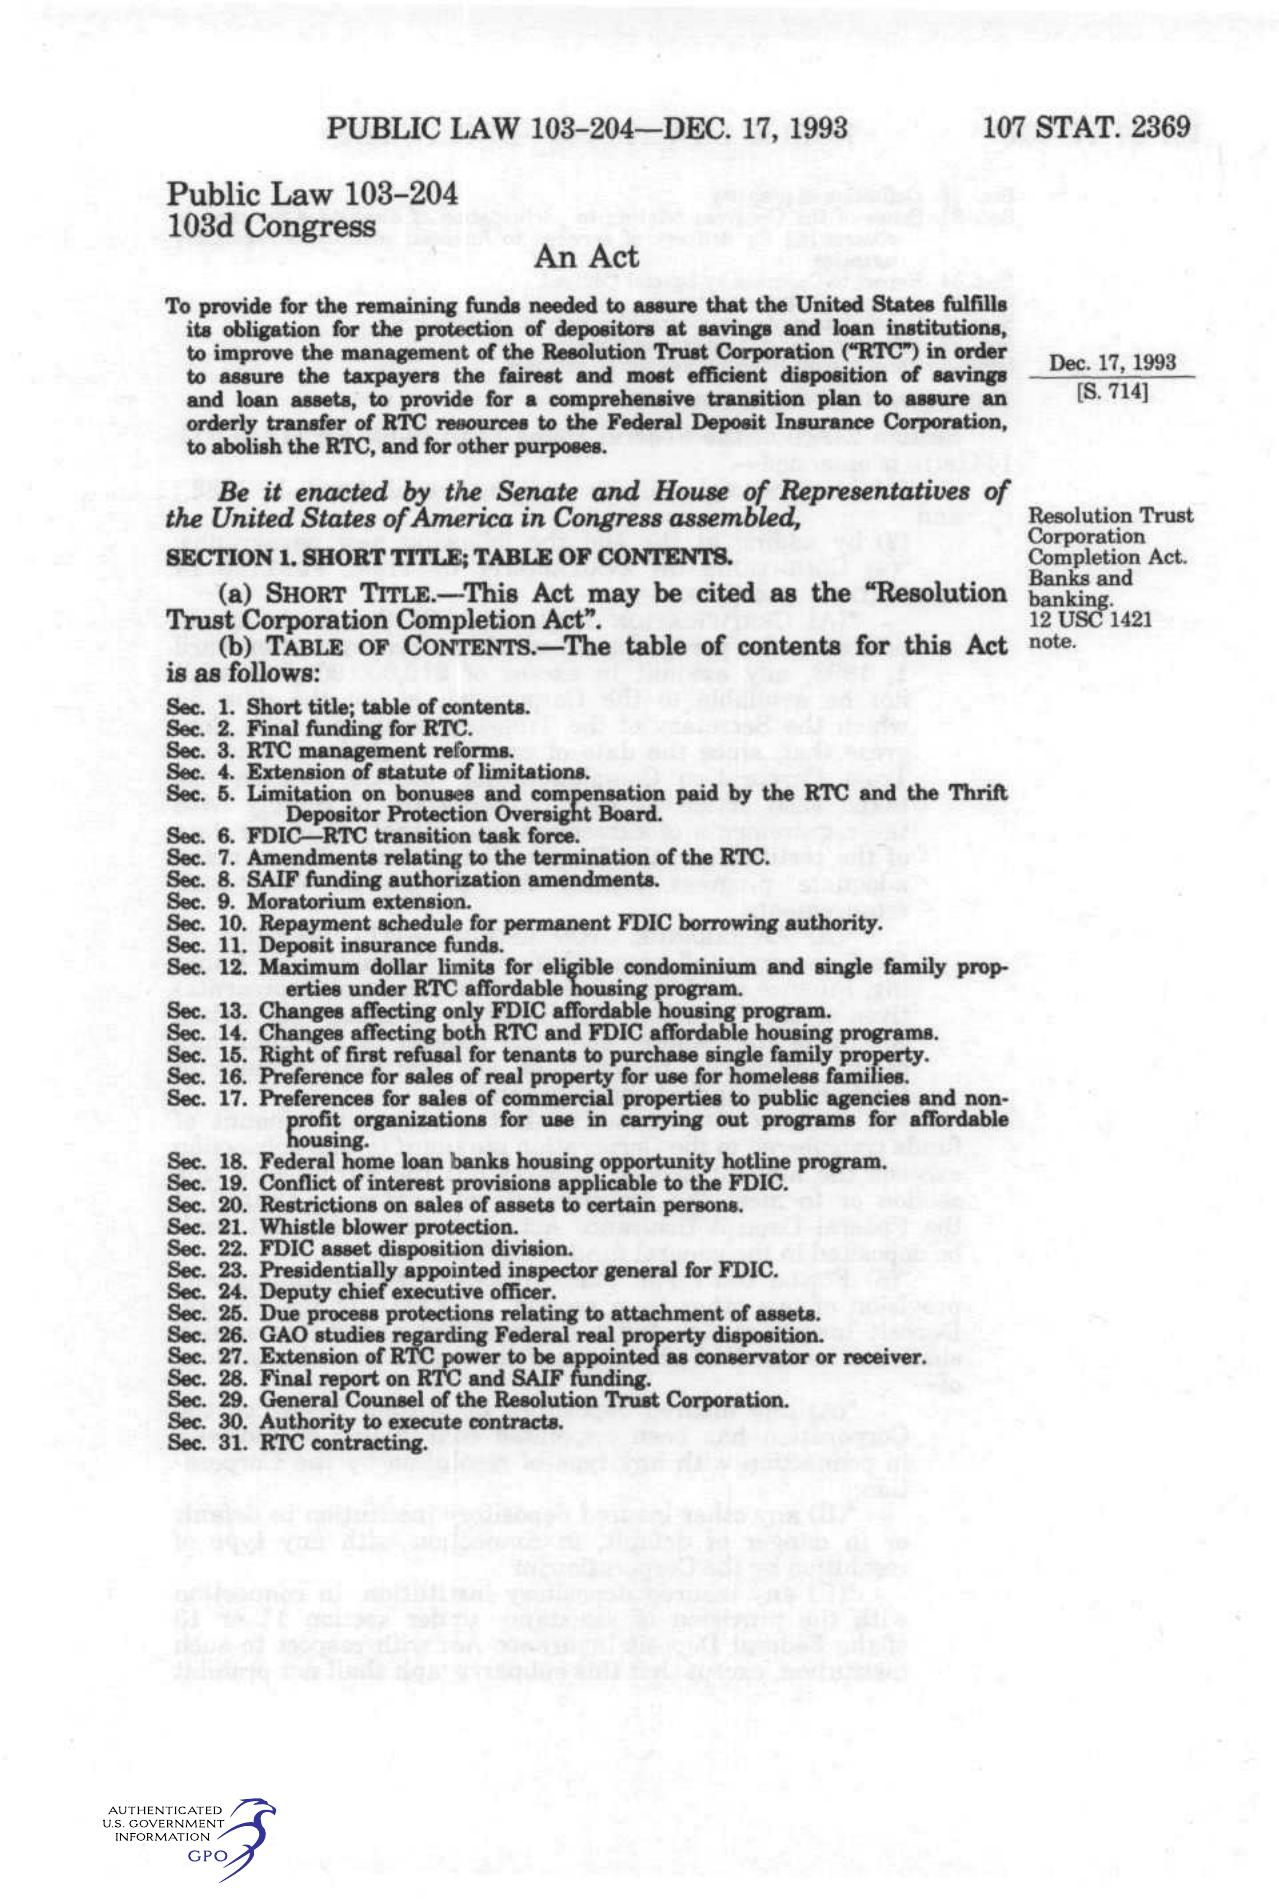 PUBLIC LAW 103–204—DEC. 17, 1993
107 STAT. 2369
Public Law 103–204
103d Congress
An Act
To provide for the remaining funds needed to assure that the United States fulfills
its obligation for the protection of depositors at savings and loan institutions,
to improve the management of the Resolution Trust Corporation (“RTC”) in order
to assure the taxpayers the fairest and most efficient disposition of savings
and loan assets, to provide for a comprehensive transition plan to assure an
orderly transfer of RTC resources to the Federal Deposit Insurance Corporation,
to abolish the RTC, and for other purposes.
Dec. 17, 1993
[S. 714]
Be it enacted by the Senate and House of Representatives of
the United States of America in Congress assembled,
Resolution Trust
Corporation
Completion Act.
Banks and
banking.
12 USC 1421
note.
SECTION 1. SHORT TITLE; TABLE OF CONTENTS.
(a) SHORT TITLE.—This Act may be cited as the “Resolution
Trust Corporation Completion Act”.
(b) TABLE OF CONTENTS.—The table of contents for this Act
is as follows:
Sec. 1. Short title; table of contents.
Sec. 2. Final funding for RTC.
Sec. 3. RTC management reforms.
Sec. 4. Extension of statute of limitations.
Sec. 5. Limitation on bonuses and compensation paid by the RTC and the Thrift
Depositor Protection Oversight Board.
Sec. 6. FDIC—RTC transition task force.
Sec. 7. Amendments relating to the termination of the RTC.
Sec. 8. SAIF funding authorization amendments.
Sec. 9. Moratorium extension.
Sec. 10. Repayment schedule for permanent FDIC borrowing authority.
Sec. 11. Deposit insurance funds.
Sec. 12. Maximum dollar limits for eligible condominium and single family prop-
erties under RTC affordable housing program.
Sec. 13. Changes affecting only FDIC affordable housing program.
Sec. 14. Changes affecting both RTC and FDIC affordable housing programs.
Sec. 15. Right of first refusal for tenants to purchase single family property.
Sec. 16. Preference for sales of real property for use for homeless families.
Sec. 17. Preferences for sales of commercial properties to public agencies and non-
profit organizations for use in carrying out programs for affordable
housing.
Sec. 18. Federal home loan banks housing opportunity hotline program.
Sec. 19. Conflict of interest provisions applicable to the FDIC.
Sec. 20. Restrictions on sales of assets to certain persons.
Sec. 21. Whistle blower protection.
Sec. 22. FDIC asset disposition division.
Sec. 23. Presidentially appointed inspector general for FDIC.
Sec. 24. Deputy chief executive officer.
Sec. 25. Due process protections relating to attachment of assets.
Sec. 26. GAO studies regarding Federal real property disposition.
Sec. 27. Extension of RTC power to be appointed as conservator or receiver.
Sec. 28. Final report on RTC and SAIF funding.
Sec. 29. General Counsel of the Resolution Trust Corporation.
Sec. 30. Authority to execute contracts.
Sec. 31. RTC contracting.
AUTHENTICATED
U.S. GOVERNMENT
INFORMATION
GPO